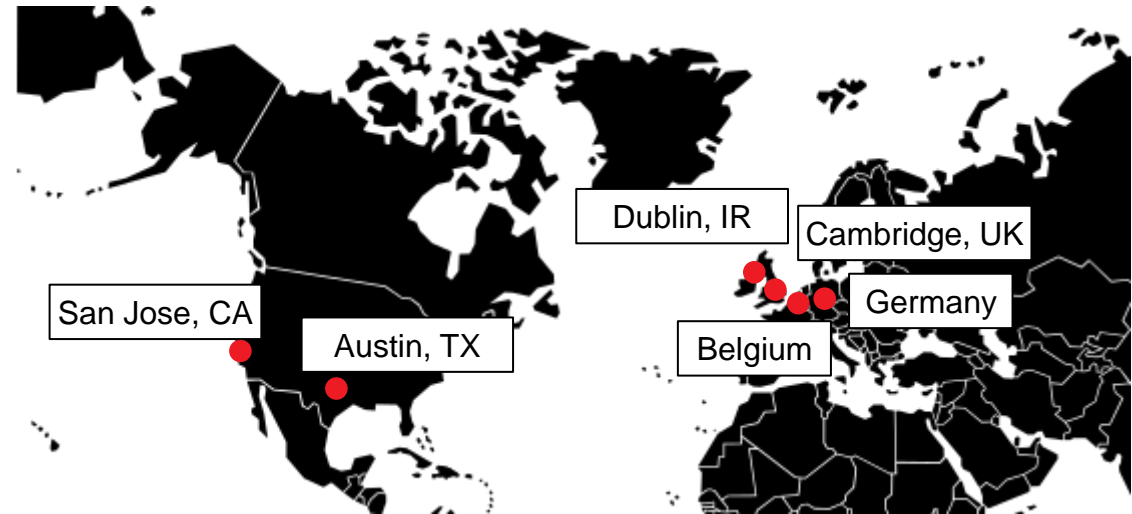 Dublin, IR
Cambridge, UK
San Jose, CA
Germany
Austin, TX
Belgium